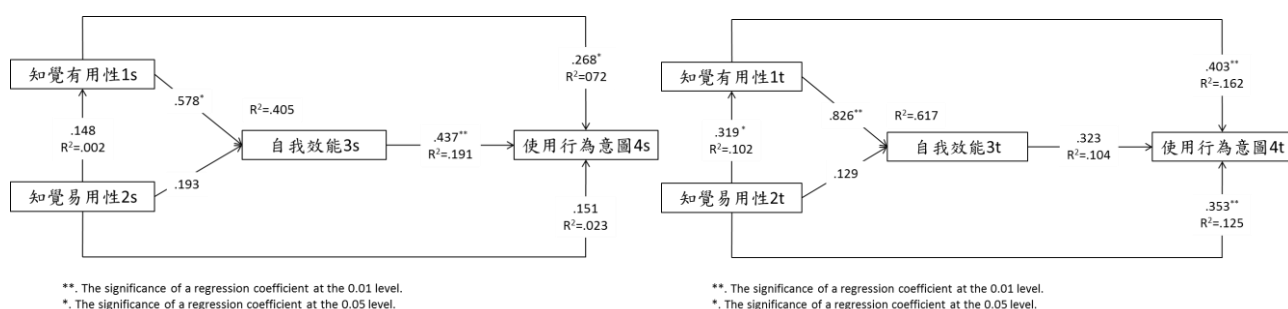 .268*
R²=072
知覺有用性1s
.578*
R²=.405
.148
R²=.002
自我效能3s
.437**
R²=.191
使用行為意圖4s
.193
知覺易用性2s
.151
R²=.023
**. The significance of a regression coefficient at the 0.01 level.
*. The significance of a regression coefficient at the 0.05 level.
.403**
R²=.162
知覺有用性1t
.826**
R²=.617
.319*
R²=.102
自我效能3t
.323
R²=.104
使用行為意圖4t
.129
知覺易用性2t
.353**
R²=.125
**. The significance of a regression coefficient at the 0.01 level.
*. The significance of a regression coefficient at the 0.05 level.